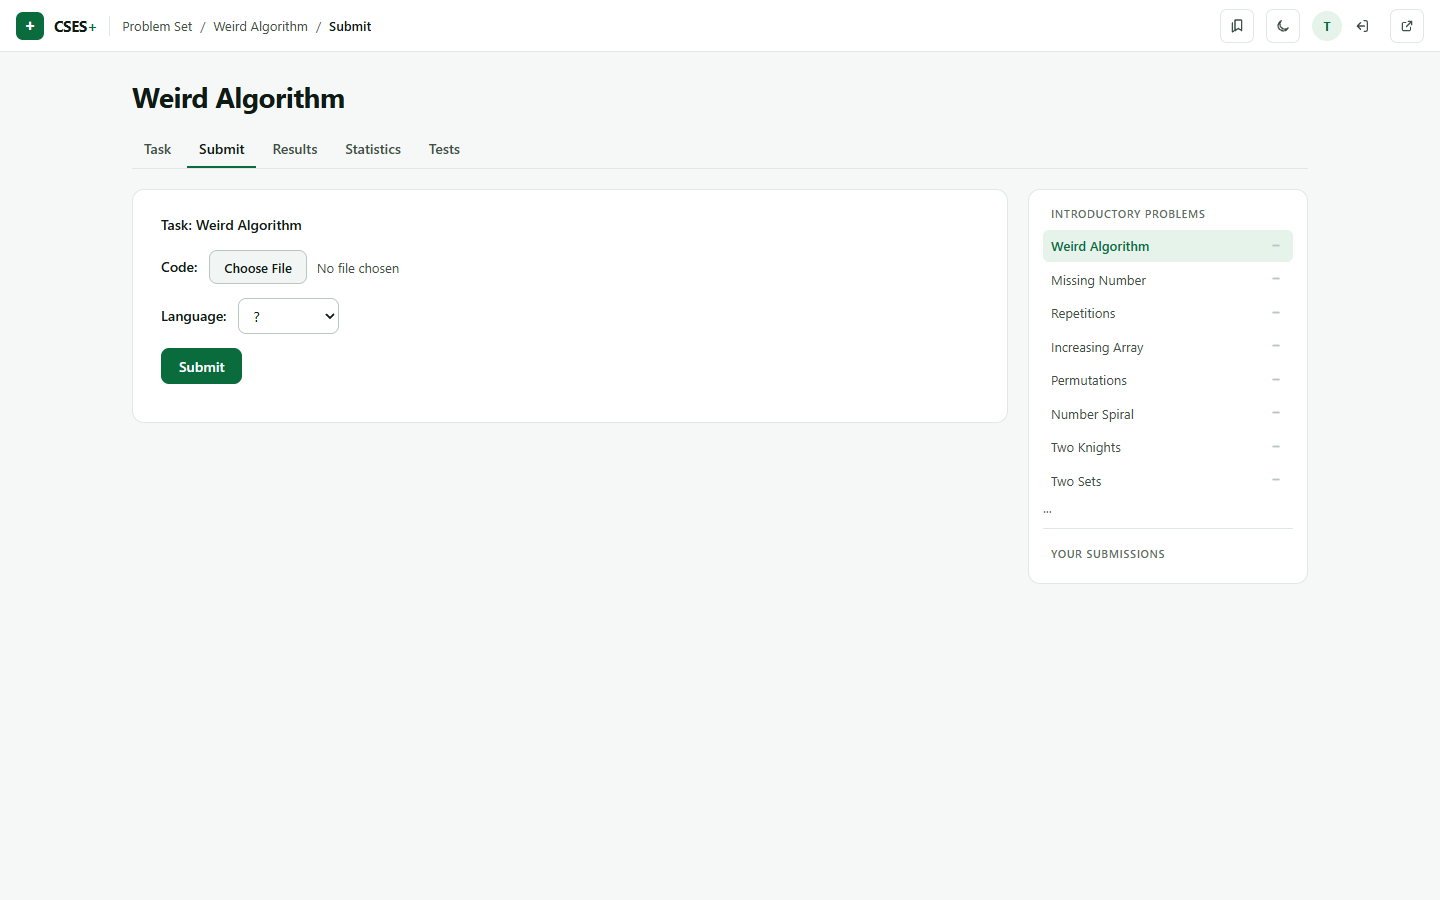 + CSES+ Problem Set / Weird Algorithm / Submit T
Weird Algorithm
Task Submit Results Statistics Tests
Task: Weird Algorithm
Code: Choose File No file chosen
Language: ?
Submit
INTRODUCTORY PROBLEMS
Weird Algorithm –
Missing Number –
Repetitions –
Increasing Array –
Permutations –
Number Spiral –
Two Knights –
Two Sets –
...
YOUR SUBMISSIONS